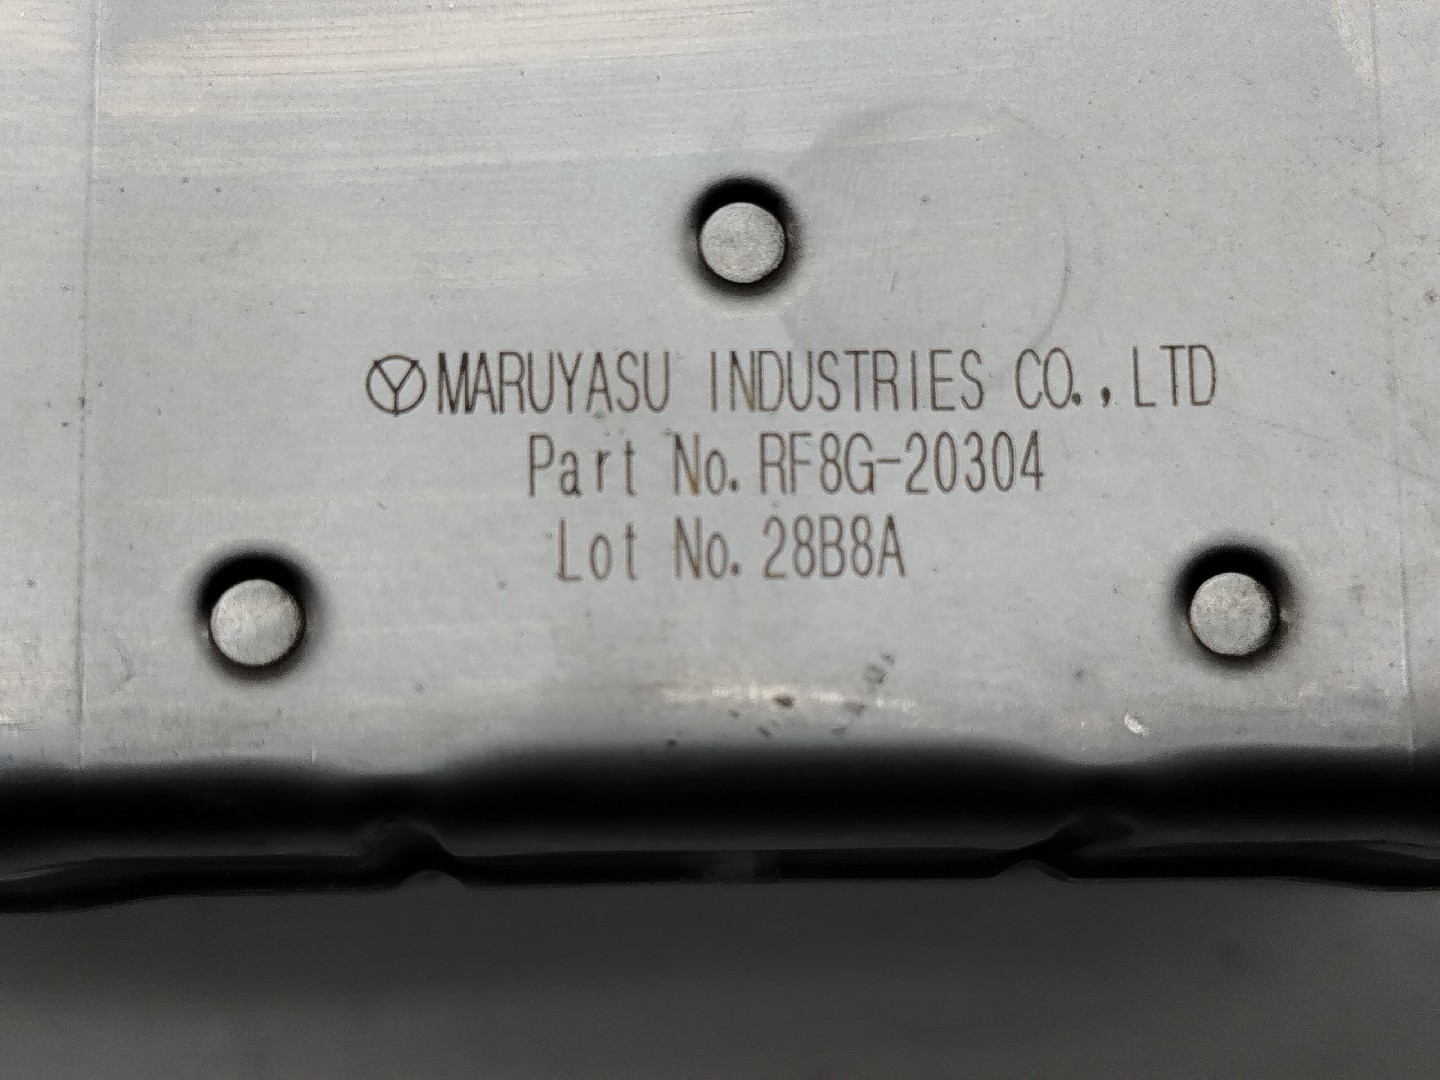 MARUYASU INDUSTRIES CO., LTD
Part No. RF8G-20304
Lot No. 28B8A